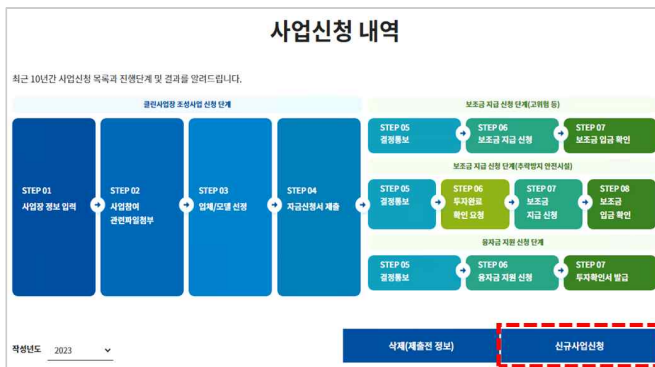 사업신청 내역
최근 10년간 사업신청 목록과 진행단계 및 결과를 알려드립니다.
클린사업장 조성사업 신청 단계
STEP 01
사업장 정보 입력
STEP 02
사업참여
관련파일첨부
STEP 03
업체/모델 선정
STEP 04
자금신청서 제출
보조금 지급 신청 단계(고위험 등)
STEP 05
결정통보
STEP 06
보조금 지급 신청
STEP 07
보조금 입금 확인
보조금 지급 신청 단계(추락방지 안전시설)
STEP 05
결정통보
STEP 06
투자완료
확인 요청
STEP 07
보조금
지급 신청
STEP 08
보조금
입금 확인
융자금 지원 신청 단계
STEP 05
결정통보
STEP 06
융자금 지원 신청
STEP 07
투자확인서 발급
작성년도 2023
삭제(제출전 정보)
신규사업신청